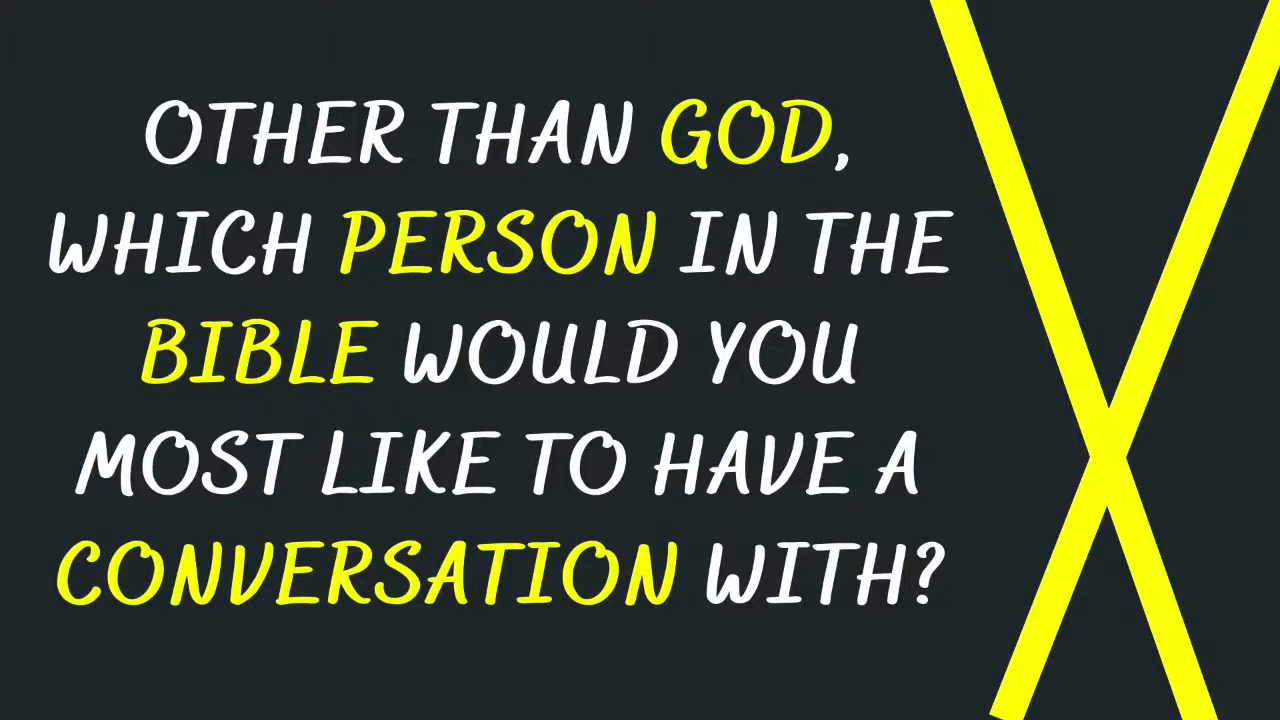 OTHER THAN GOD,
WHICH PERSON IN THE
BIBLE WOULD YOU
MOST LIKE TO HAVE A
CONVERSATION WITH?